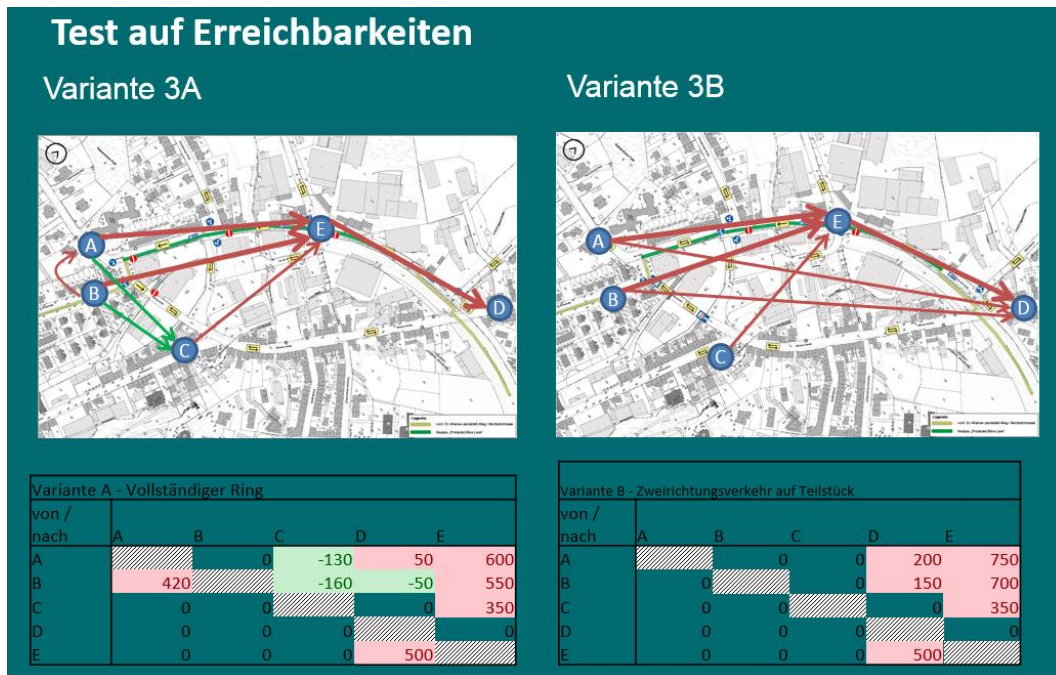 Test auf Erreichbarkeiten
Variante 3A
Variante 3B
A
B
C
D
E
Legende
A
B
C
D
E
Legende
Variante A - Vollständiger Ring
von /
nach A B C D E
A 0 -130 50 600
B 420 -160 -50 550
C 0 0 0 350
D 0 0 0 0
E 0 0 0 500
Variante B - Zweirichtungsverkehr auf Teilstück
von /
nach A B C D E
A 0 0 200 750
B 0 0 150 700
C 0 0 0 350
D 0 0 0 0
E 0 0 0 500